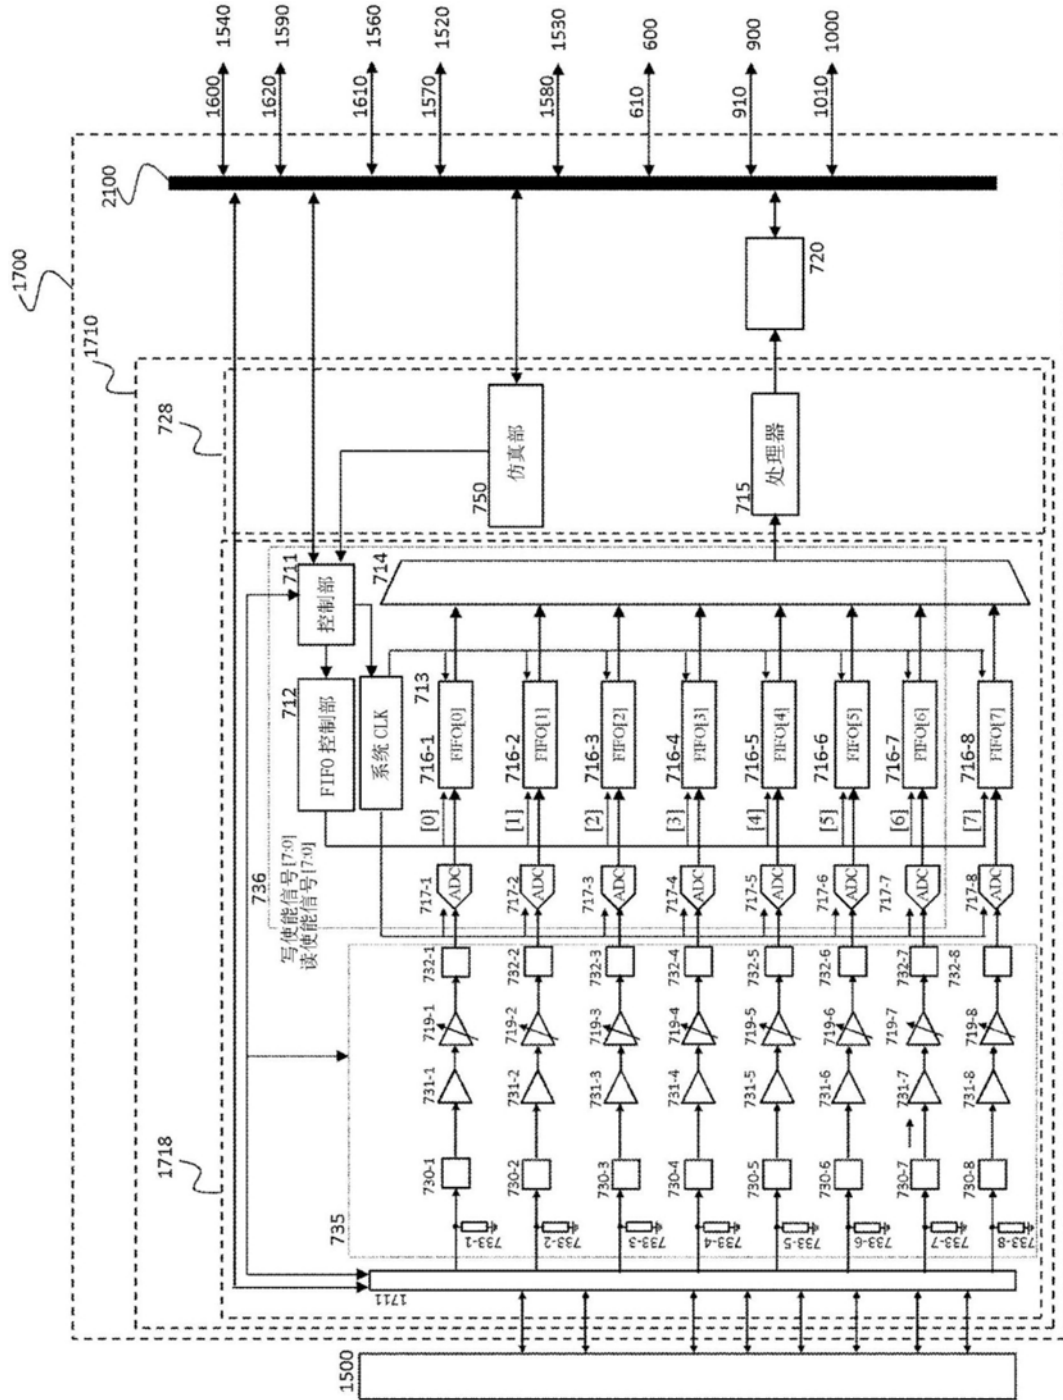 1700
1710
728
1718
2100
1600 1540
1620 1590
1610 1560
1570 1520
1580 1530
610 600
910 900
1010 1000
720
750
仿真部
715
处理器
711
控制部
712
FIFO 控制部
系统 CLK
713
714
736
写使能信号[7:0]
读使能信号[7:0]
735
1711
1500
733-1 730-1 731-1 719-1 732-1 717-1 ADC [0] 716-1 FIFO[0]
733-2 730-2 731-2 719-2 732-2 717-2 ADC [1] 716-2 FIFO[1]
733-3 730-3 731-3 719-3 732-3 717-3 ADC [2] 716-3 FIFO[2]
733-4 730-4 731-4 719-4 732-4 717-4 ADC [3] 716-4 FIFO[3]
733-5 730-5 731-5 719-5 732-5 717-5 ADC [4] 716-5 FIFO[4]
733-6 730-6 731-6 719-6 732-6 717-6 ADC [5] 716-6 FIFO[5]
733-7 730-7 731-7 719-7 732-7 717-7 ADC [6] 716-7 FIFO[6]
733-8 730-8 731-8 719-8 732-8 717-8 ADC [7] 716-8 FIFO[7]